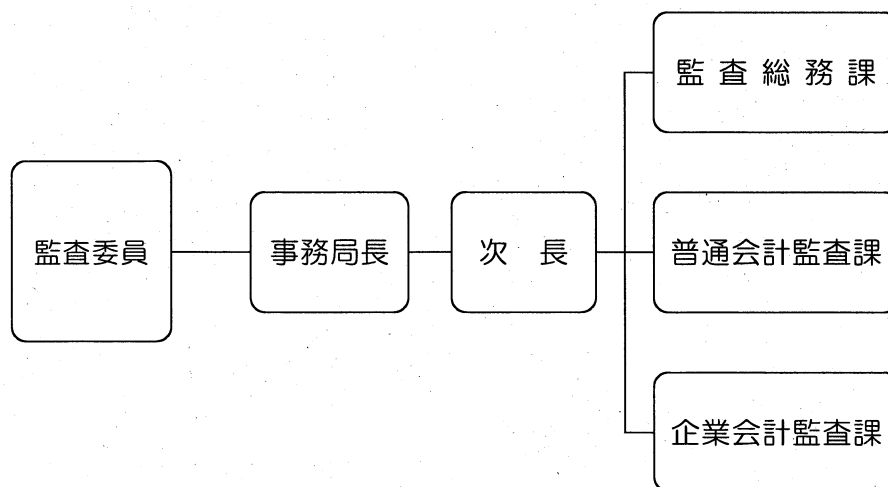 監査委員
事務局長
次　長
監査総務課
普通会計監査課
企業会計監査課